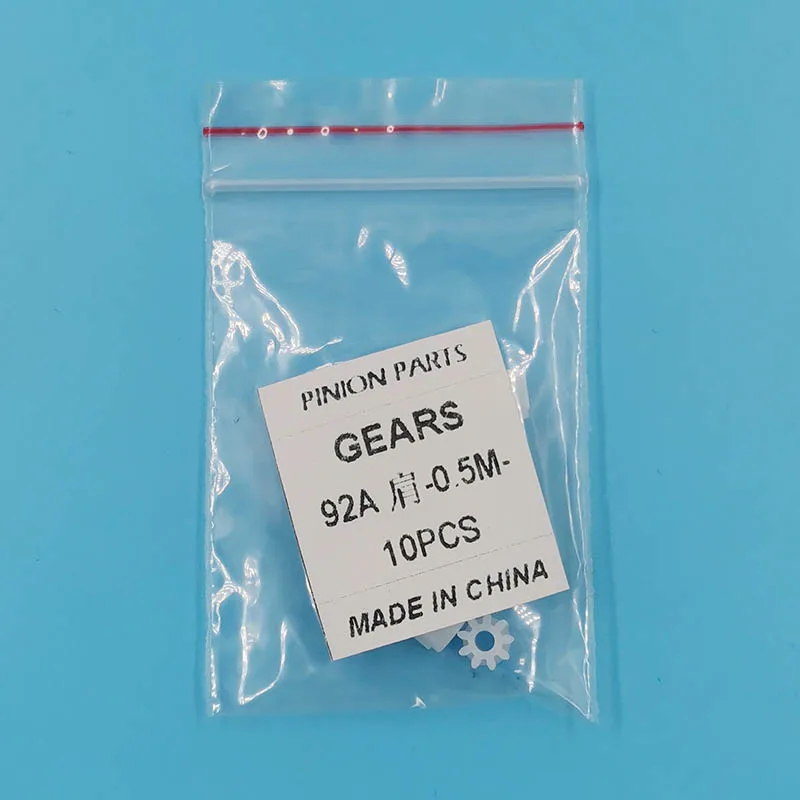 PINION PARTS
GEARS
92A 肩-0.5M-
10PCS
MADE IN CHINA